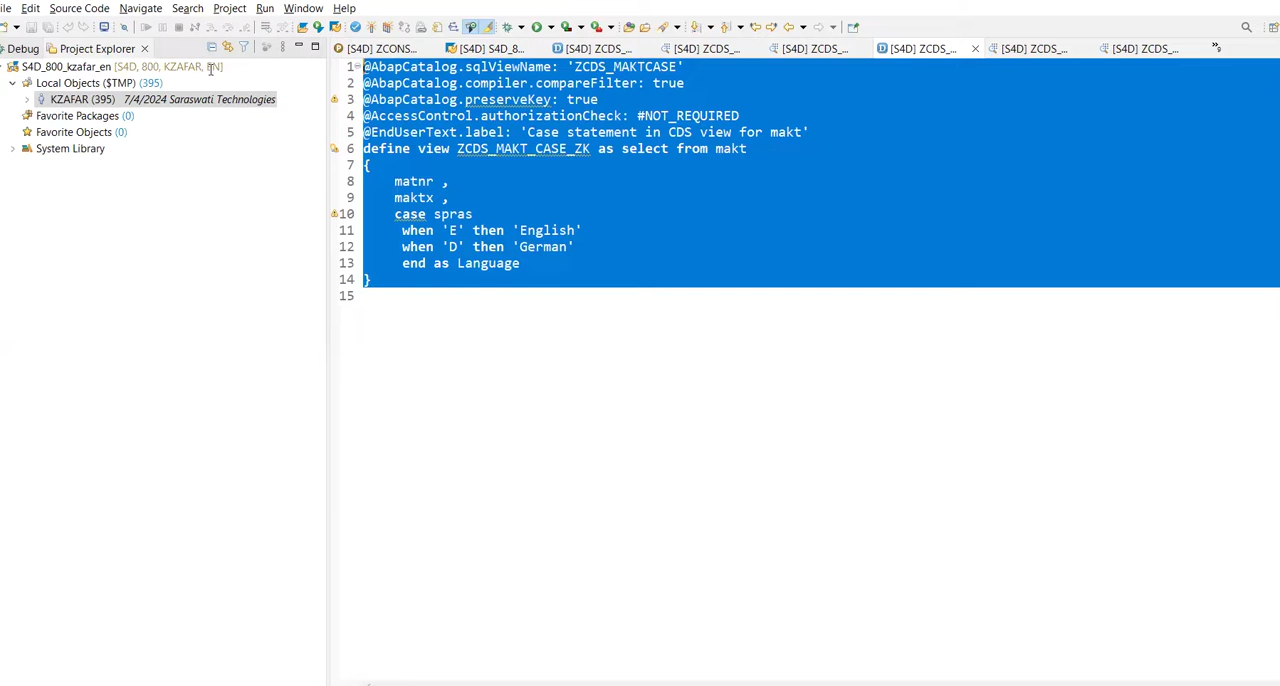 ile Edit Source Code Navigate Search Project Run Window Help
Debug Project Explorer
[S4D] ZCONS... [S4D] S4D_8... [S4D] ZCDS_... [S4D] ZCDS_... [S4D] ZCDS_... [S4D] ZCDS_... [S4D] ZCDS_... [S4D] ZCDS_... 9
S4D_800_kzafar_en [S4D, 800, KZAFAR, EN]
Local Objects ($TMP) (395)
KZAFAR (395) 7/4/2024 Saraswati Technologies
Favorite Packages (0)
Favorite Objects (0)
System Library
1 @AbapCatalog.sqlViewName: 'ZCDS_MAKTCASE'
2 @AbapCatalog.compiler.compareFilter: true
3 @AbapCatalog.preserveKey: true
4 @AccessControl.authorizationCheck: #NOT_REQUIRED
5 @EndUserText.label: 'Case statement in CDS view for makt'
6 define view ZCDS_MAKT_CASE_ZK as select from makt
7 {
8 matnr ,
9 maktx ,
10 case spras
11 when 'E' then 'English'
12 when 'D' then 'German'
13 end as Language
14 }
15